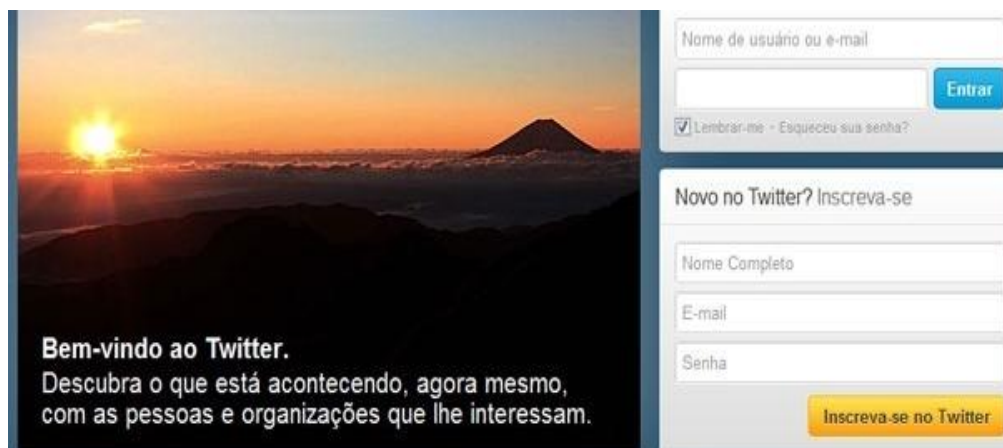 Nome de usuário ou e-mail
Entrar
Lembrar-me · Esqueceu sua senha?
Novo no Twitter? Inscreva-se
Nome Completo
E-mail
Senha
Inscreva-se no Twitter
Bem-vindo ao Twitter.
Descubra o que está acontecendo, agora mesmo,
com as pessoas e organizações que lhe interessam.